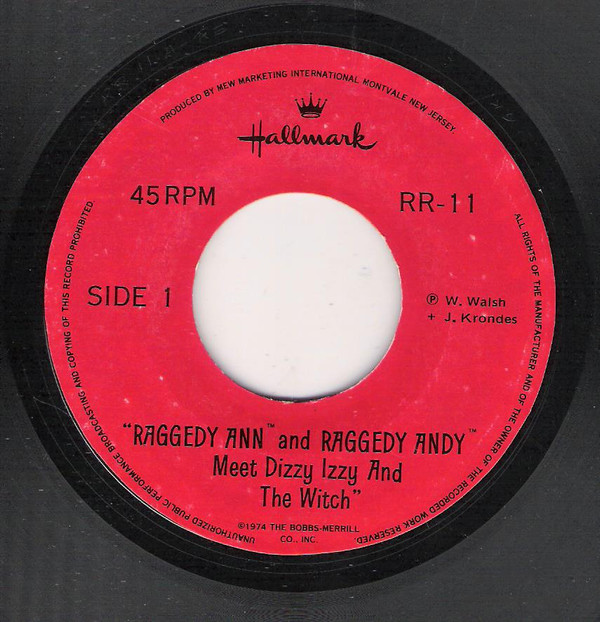 PRODUCED BY MEW MARKETING INTERNATIONAL MONTVALE NEW JERSEY.
Hallmark
45 RPM
RR-11
SIDE 1
℗ W. Walsh
+ J. Krondes
"RAGGEDY ANN™ and RAGGEDY ANDY™
Meet Dizzy Izzy And
The Witch"
©1974 THE BOBBS-MERRILL
CO., INC.
ALL RIGHTS OF THE MANUFACTURER AND OF THE OWNER OF THE RECORDED WORK RESERVED.
UNAUTHORIZED PUBLIC PERFORMANCE BROADCASTING AND COPYING OF THIS RECORD PROHIBITED.